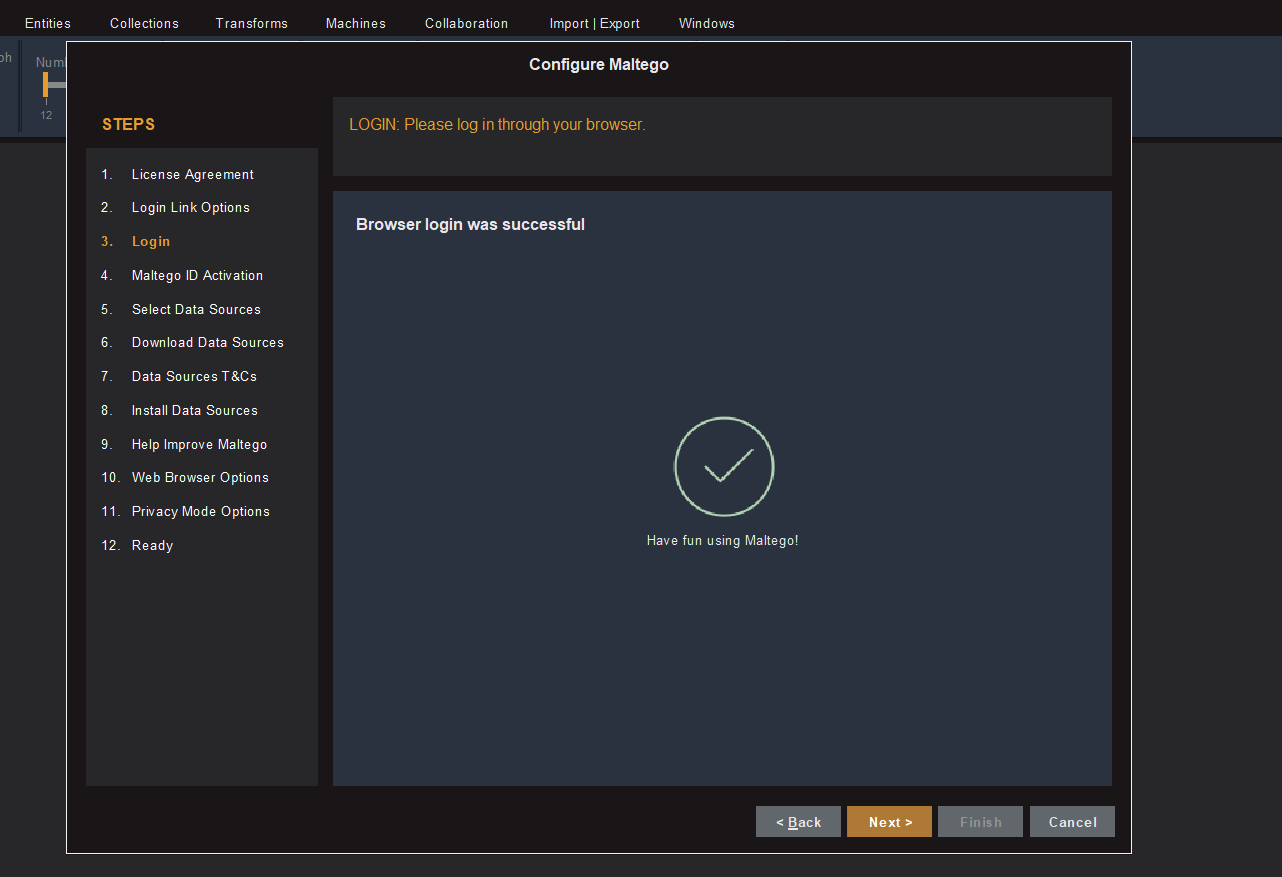 Entities Collections Transforms Machines Collaboration Import | Export Windows
Configure Maltego
12
STEPS
LOGIN: Please log in through your browser.
1. License Agreement
2. Login Link Options
3. Login
4. Maltego ID Activation
5. Select Data Sources
6. Download Data Sources
7. Data Sources T&Cs
8. Install Data Sources
9. Help Improve Maltego
10. Web Browser Options
11. Privacy Mode Options
12. Ready
Browser login was successful
Have fun using Maltego!
< Back Next > Finish Cancel